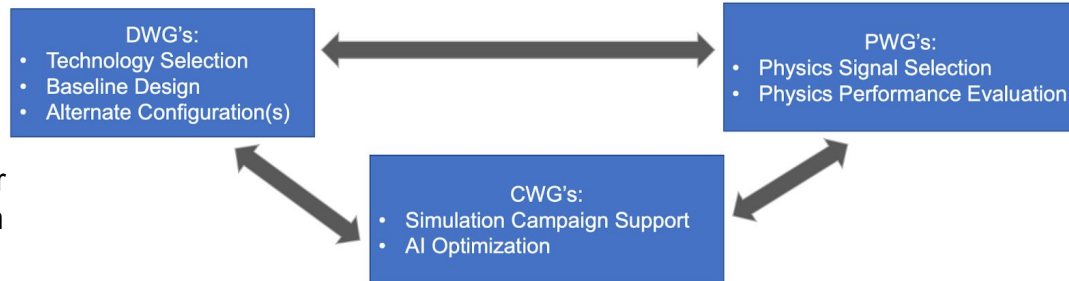 DWG's:
• Technology Selection
• Baseline Design
• Alternate Configuration(s)
PWG's:
• Physics Signal Selection
• Physics Performance Evaluation
CWG's:
• Simulation Campaign Support
• AI Optimization